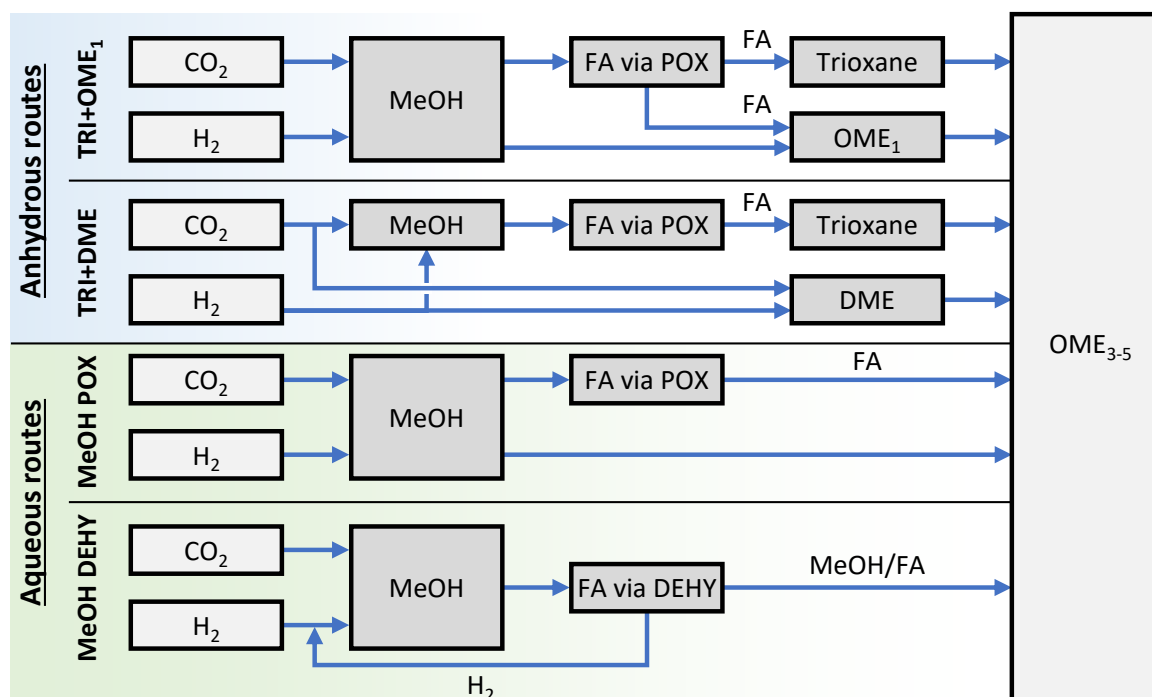 Anhydrous routes
TRI+OME₁
CO₂
H₂
MeOH
FA via POX
FA
Trioxane
FA
OME₁
TRI+DME
CO₂
H₂
MeOH
FA via POX
FA
Trioxane
DME
Aqueous routes
MeOH POX
CO₂
H₂
MeOH
FA via POX
FA
MeOH DEHY
CO₂
H₂
MeOH
FA via DEHY
MeOH/FA
H₂
OME₃₋₅